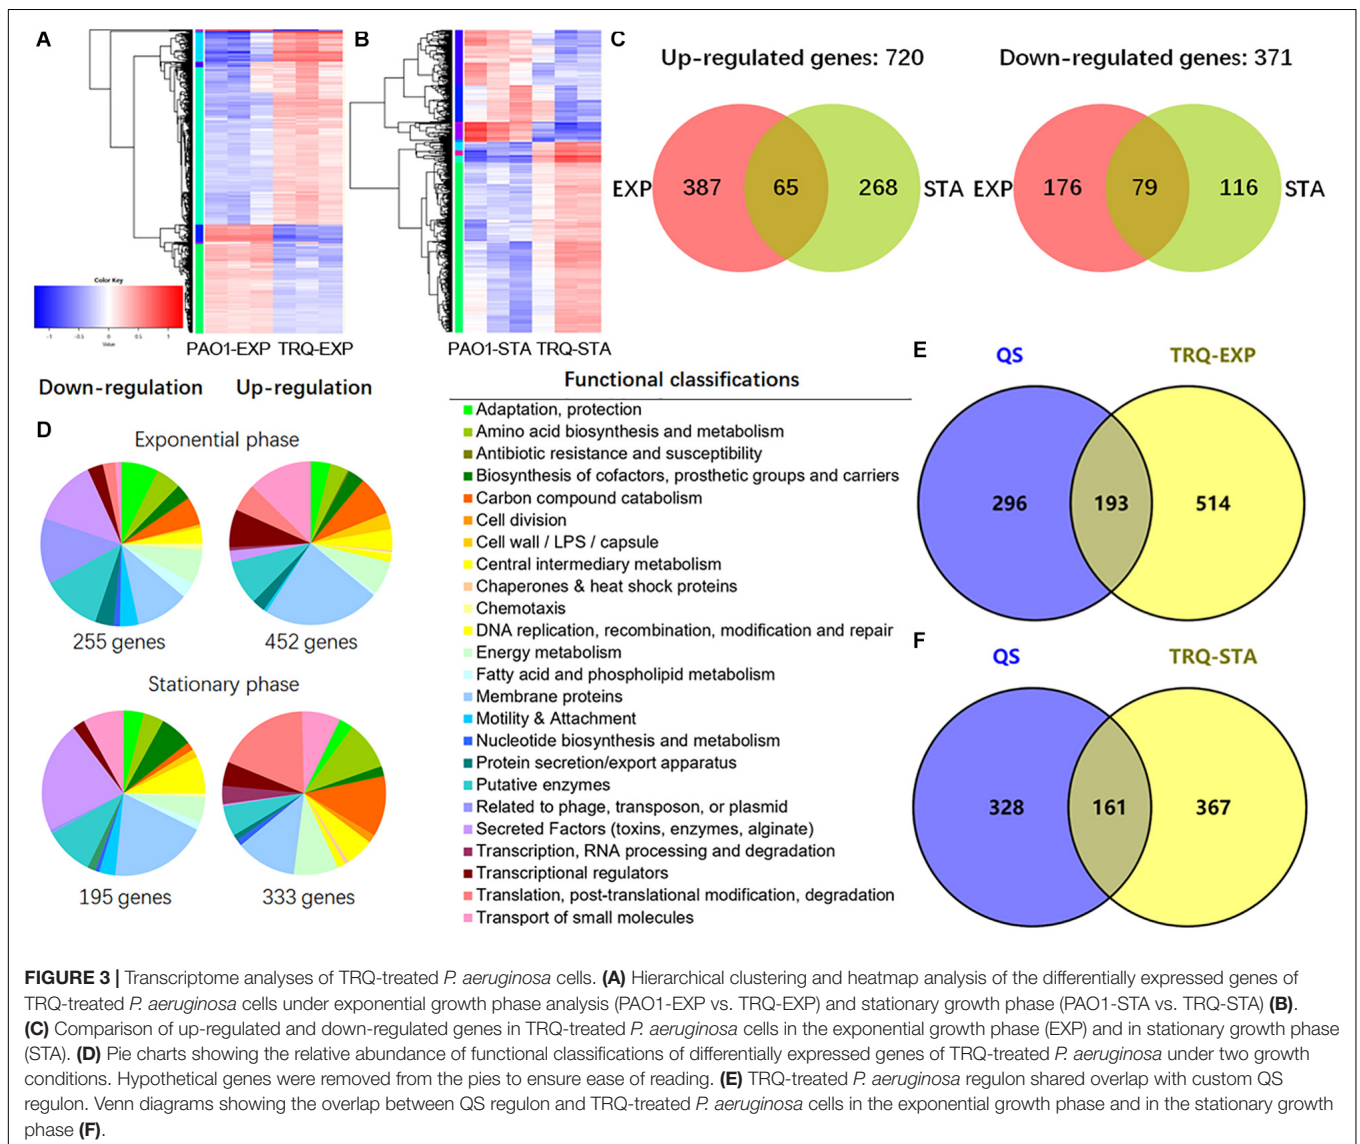 A
B
C
Color Key
-1 -0.5 0 0.5 1
Value
PAO1-EXP TRQ-EXP
PAO1-STA TRQ-STA
Up-regulated genes: 720
EXP 387 65 268 STA
Down-regulated genes: 371
EXP 176 79 116 STA
Down-regulation Up-regulation
D
Exponential phase
255 genes 452 genes
Stationary phase
195 genes 333 genes
Functional classifications
Adaptation, protection
Amino acid biosynthesis and metabolism
Antibiotic resistance and susceptibility
Biosynthesis of cofactors, prosthetic groups and carriers
Carbon compound catabolism
Cell division
Cell wall / LPS / capsule
Central intermediary metabolism
Chaperones & heat shock proteins
Chemotaxis
DNA replication, recombination, modification and repair
Energy metabolism
Fatty acid and phospholipid metabolism
Membrane proteins
Motility & Attachment
Nucleotide biosynthesis and metabolism
Protein secretion/export apparatus
Putative enzymes
Related to phage, transposon, or plasmid
Secreted Factors (toxins, enzymes, alginate)
Transcription, RNA processing and degradation
Transcriptional regulators
Translation, post-translational modification, degradation
Transport of small molecules
E
QS TRQ-EXP
296 193 514
F
QS TRQ-STA
328 161 367
FIGURE 3 | Transcriptome analyses of TRQ-treated P. aeruginosa cells. (A) Hierarchical clustering and heatmap analysis of the differentially expressed genes of
TRQ-treated P. aeruginosa cells under exponential growth phase analysis (PAO1-EXP vs. TRQ-EXP) and stationary growth phase (PAO1-STA vs. TRQ-STA) (B).
(C) Comparison of up-regulated and down-regulated genes in TRQ-treated P. aeruginosa cells in the exponential growth phase (EXP) and in stationary growth phase
(STA). (D) Pie charts showing the relative abundance of functional classifications of differentially expressed genes of TRQ-treated P. aeruginosa under two growth
conditions. Hypothetical genes were removed from the pies to ensure ease of reading. (E) TRQ-treated P. aeruginosa regulon shared overlap with custom QS
regulon. Venn diagrams showing the overlap between QS regulon and TRQ-treated P. aeruginosa cells in the exponential growth phase and in the stationary growth
phase (F).